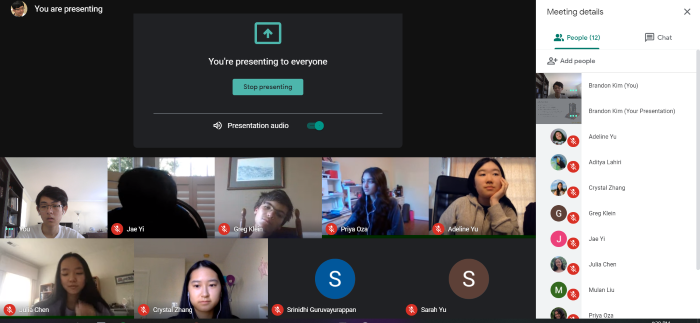 You are presenting
You're presenting to everyone
Stop presenting
Presentation audio
You
Jae Yi
Greg Klein
Priya Oza
Adeline Yu
Julia Chen
Crystal Zhang
Srinidhi Guruvayurappan
S
Sarah Yu
S
Meeting details
People (12)
Chat
Add people
Brandon Kim (You)
Brandon Kim (Your Presentation)
Adeline Yu
Aditya Lahiri
Crystal Zhang
G
Greg Klein
J
Jae Yi
Julia Chen
M
Mulan Liu
Priya Oza